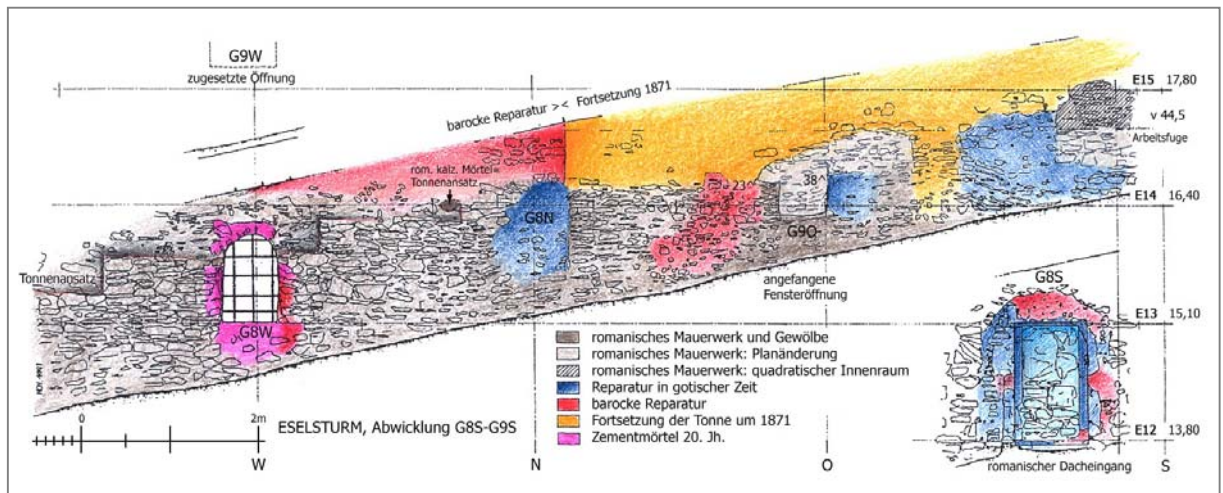 G9W
zugesetzte Öffnung
barocke Reparatur >< Fortsetzung 1871
E15 17,80
v 44,5
Arbeitsfuge
röm. kalz. Mörtel=
Tonnenansatz
23^
38^
E14 16,40
G8N
G9O
Tonnenansatz
angefangene
Fensteröffnung
G8S
G8W
E13 15,10
romanisches Mauerwerk und Gewölbe
romanisches Mauerwerk: Planänderung
romanisches Mauerwerk: quadratischer Innenraum
Reparatur in gotischer Zeit
barocke Reparatur
Fortsetzung der Tonne um 1871
Zementmörtel 20. Jh.
0 2m
ESELSTURM, Abwicklung G8S-G9S
E12 13,80
romanischer Dacheingang
W N O S